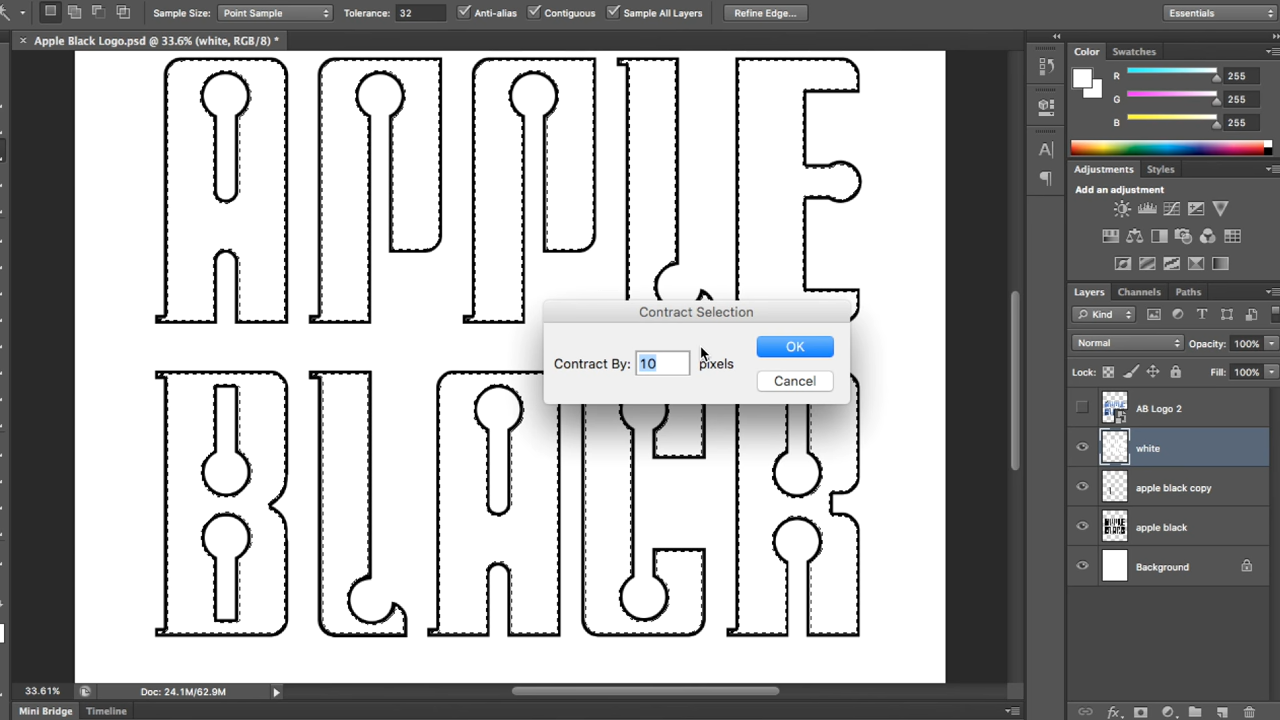 Sample Size: Point Sample Tolerance: 32 Anti-alias Contiguous Sample All Layers Refine Edge... Essentials
× Apple Black Logo.psd @ 33.6% (white, RGB/8) *
APPLE
BLACK
Contract Selection
Contract By: 10 pixels
OK
Cancel
Color Swatches
R 255
G 255
B 255
Adjustments Styles
Add an adjustment
Layers Channels Paths
Kind
Normal Opacity: 100%
Lock: Fill: 100%
AB Logo 2
white
apple black copy
apple black
Background
33.61% Doc: 24.1M/62.9M
Mini Bridge Timeline